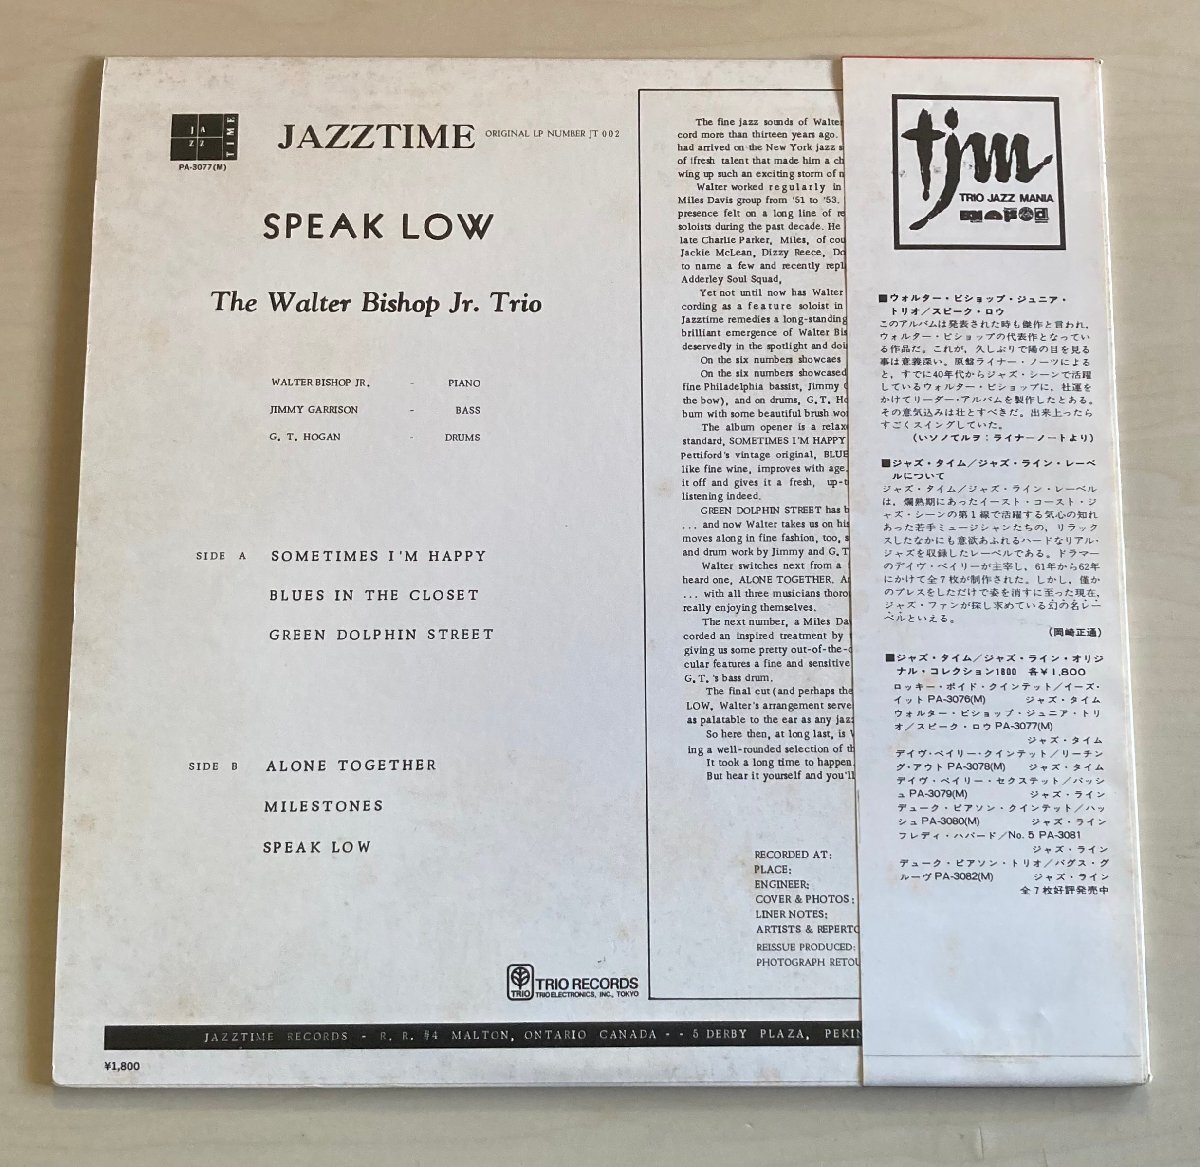 JAZZ TIME
PA-3077(M)
JAZZTIME
ORIGINAL LP NUMBER JT 002
SPEAK LOW
The Walter Bishop Jr. Trio
WALTER BISHOP JR. - PIANO
JIMMY GARRISON - BASS
G. T. HOGAN - DRUMS
SIDE A SOMETIMES I'M HAPPY
BLUES IN THE CLOSET
GREEN DOLPHIN STREET
SIDE B ALONE TOGETHER
MILESTONES
SPEAK LOW
TRIO
TRIO RECORDS
TRIO ELECTRONICS, INC., TOKYO
The fine jazz sounds of Walter
cord more than thirteen years ago.
had arrived on the New York jazz
of ifresh talent that made him a
wing up such an exciting storm of
Walter worked regularly in
Miles Davis group from '51 to '53,
presence felt on a long line of
soloists during the past decade. He
late Charlie Parker, Miles, of
Jackie McLean, Dizzy Reece,
to name a few and recently
Adderley Soul Squad,
Yet not until now has Walter
cording as a feature soloist in
Jazztime remedies a long-standing
brilliant emergence of Walter
deservedly in the spotlight and
On the six numbers showcaes
On the six numbers showcased
fine Philadelphia bassist, Jimmy
the bow), and on drums, G. T.
bum with some beautiful brush
The album opener is a
standard, SOMETIMES I'M HAPPY
Pettiford's vintage original,
like fine wine, improves with age.
it off and gives it a fresh,
listening indeed.
GREEN DOLPHIN STREET has
... and now Walter takes us on his
moves along in fine fashion, too,
and drum work by Jimmy and G. T
Walter switches next from a
heard one, ALONE TOGETHER.
... with all three musicians
really enjoying themselves.
The next number, a Miles
corded an inspired treatment by
giving us some pretty out-of-the-
cular features a fine and sensitive
G. T. 's bass drum.
The final cut (and perhaps the
LOW. Walter's arrangement
as palatable to the ear as any
So here then, at long last, is
ing a well-rounded selection of
It took a long time to happen.
But hear it yourself and you'll
RECORDED AT:
PLACE:
ENGINEER:
COVER & PHOTOS:
LINER NOTES:
ARTISTS &
REISSUE PRODUCED:
PHOTOGRAPH
JAZZTIME RECORDS - R. R. #4 MALTON, ONTARIO CANADA - - 5 DERBY PLAZA, PEKIN
¥1,800
tjm
TRIO JAZZ MANIA
■ウォルター・ビショップ・ジュニア・
トリオ/スピーク・ロウ
このアルバムは発表された時も傑作と言われ,
ウォルター・ビショップの代表作となってい
る作品だ。これが, 久しぶりで陽の目を見る
事は意義深い。原盤ライナー・ノーツによる
と, すでに40年代からジャズ・シーンで活躍
しているウォルター・ビショップに, 社運を
かけてリーダー・アルバムを製作したとある。
その意気込みは壮とすべきだ。出来上ったら
すごくスイングしていた。
(いソノてルヲ:ライナーノートより)
■ジャズ・タイム/ジャズ・ライン・レーベ
ルについて
ジャズ・タイム/ジャズ・ライン・レーベル
は, 爛熟期にあったイースト・コースト・ジ
ャズ・シーンの第1線で活躍する気心の知れ
あった若手ミュージシャンたちの, リラック
スしたなかにも意欲あふれるハードなリアル・
ジャズを収録したレーベルである。ドラマー
のデイヴ・ベイリーが主宰し, 61年から62年
にかけて全7枚が制作された。しかし, 僅か
のプレスをしただけで姿を消すに至った現在,
ジャズ・ファンが探し求めている幻の名レー
ベルといえる。
(岡崎正通)
■ジャズ・タイム/ジャズ・ライン・オリジ
ナル・コレクション1800 各¥1,800
ロッキー・ボイド・クインテット/イーズ・
イットPA-3076(M) ジャズ・タイム
ウォルター・ビショップ・ジュニア・トリ
オ/スピーク・ロウPA-3077(M)
ジャズ・タイム
デイヴ・ベイリー・クインテット/リーチン
グ・アウトPA-3078(M) ジャズ・タイム
デイヴ・ベイリー・セクステット/バッシ
ュPA-3079(M) ジャズ・ライン
デューク・ピアソン・クインテット/ハッ
シュPA-3080(M) ジャズ・ライン
フレディ・ハバード/No. 5 PA-3081
ジャズ・ライン
デューク・ピアソン・トリオ/バグス・グ
ルーヴPA-3082(M) ジャズ・ライン
全7枚好評発売中